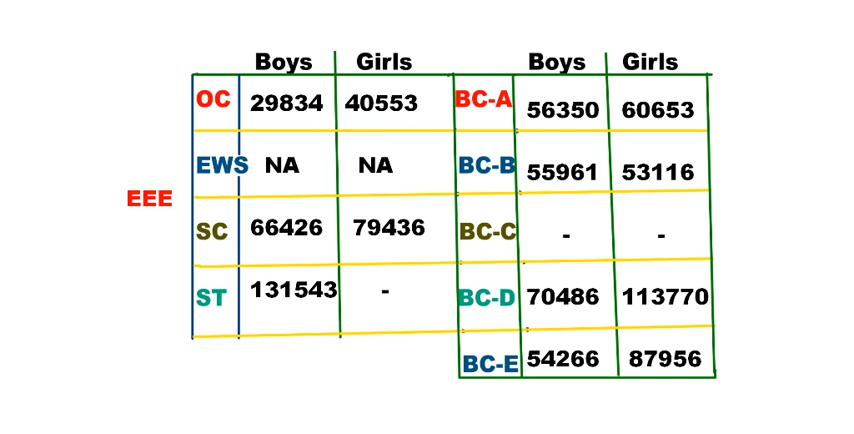 Boys Girls Boys Girls
OC 29834 40553 BC-A 56350 60653
EWS NA NA BC-B 55961 53116
EEE
SC 66426 79436 BC-C - -
ST 131543 - BC-D 70486 113770
BC-E 54266 87956